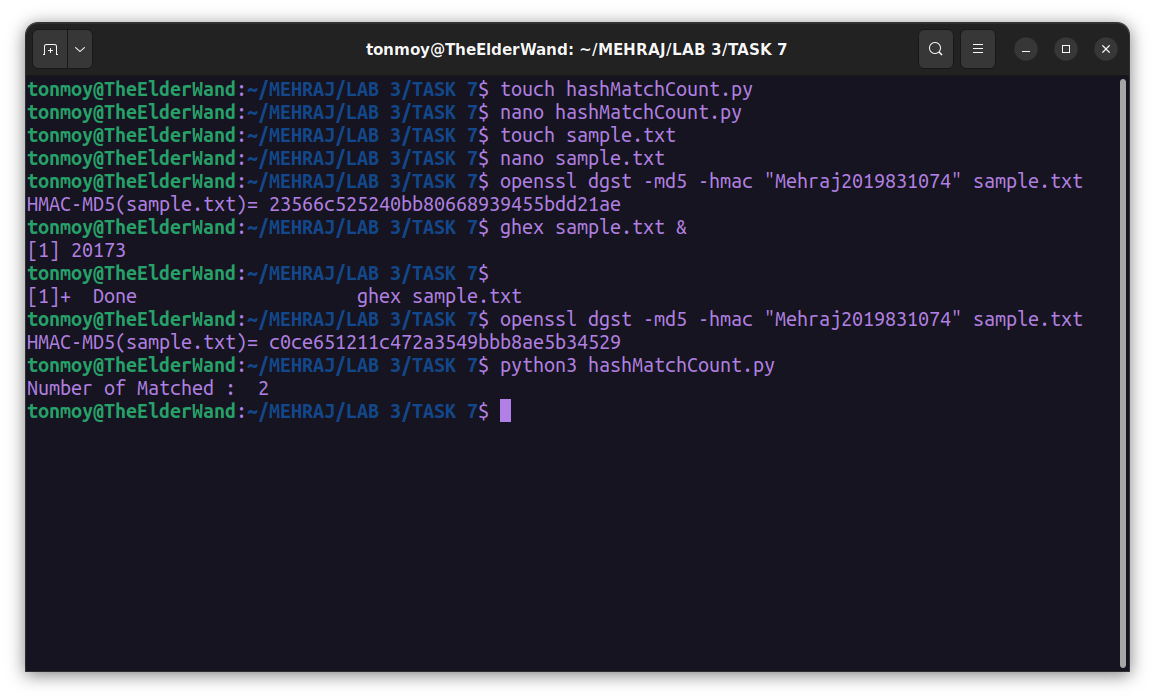 tonmoy@TheElderWand: ~/MEHRAJ/LAB 3/TASK 7
tonmoy@TheElderWand:~/MEHRAJ/LAB 3/TASK 7$ touch hashMatchCount.py
tonmoy@TheElderWand:~/MEHRAJ/LAB 3/TASK 7$ nano hashMatchCount.py
tonmoy@TheElderWand:~/MEHRAJ/LAB 3/TASK 7$ touch sample.txt
tonmoy@TheElderWand:~/MEHRAJ/LAB 3/TASK 7$ nano sample.txt
tonmoy@TheElderWand:~/MEHRAJ/LAB 3/TASK 7$ openssl dgst -md5 -hmac "Mehraj2019831074" sample.txt
HMAC-MD5(sample.txt)= 23566c525240bb80668939455bdd21ae
tonmoy@TheElderWand:~/MEHRAJ/LAB 3/TASK 7$ ghex sample.txt &
[1] 20173
tonmoy@TheElderWand:~/MEHRAJ/LAB 3/TASK 7$
[1]+  Done                    ghex sample.txt
tonmoy@TheElderWand:~/MEHRAJ/LAB 3/TASK 7$ openssl dgst -md5 -hmac "Mehraj2019831074" sample.txt
HMAC-MD5(sample.txt)= c0ce651211c472a3549bbb8ae5b34529
tonmoy@TheElderWand:~/MEHRAJ/LAB 3/TASK 7$ python3 hashMatchCount.py
Number of Matched :  2
tonmoy@TheElderWand:~/MEHRAJ/LAB 3/TASK 7$